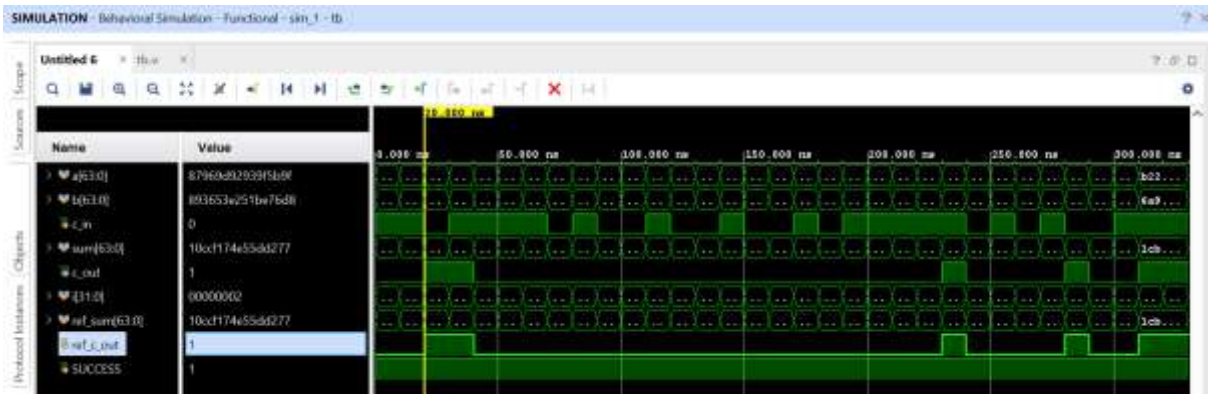 SIMULATION - Behavioral Simulation - Functional - sim_1 - tb
Untitled 6
tb.v
Scope
Sources
Objects
Protocol Instances
20.000 ns
Name Value
0.000 ns 50.000 ns 100.000 ns 150.000 ns 200.000 ns 250.000 ns 300.000 ns
a[63:0] b22...
b[63:0] 6a9...
c_in 0
sum[63:0] 10ccf174e55dd277 1cb...
c_out 1
i[31:0] 00000002
ref_sum[63:0] 10ccf174e55dd277 1cb...
ref_c_out 1
SUCCESS 1